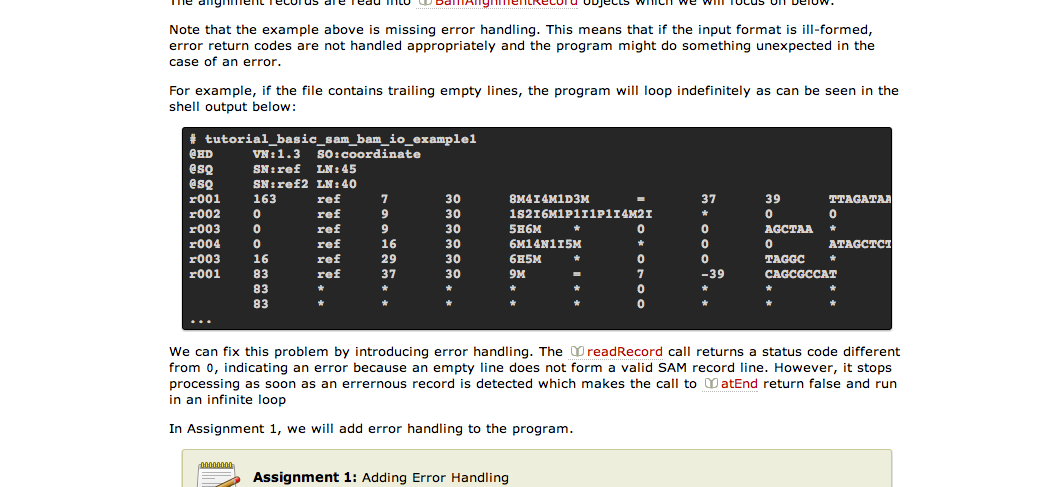 The alignment records are read into BamAlignmentRecord objects which we will focus on below.
Note that the example above is missing error handling. This means that if the input format is ill-formed,
error return codes are not handled appropriately and the program might do something unexpected in the
case of an error.
For example, if the file contains trailing empty lines, the program will loop indefinitely as can be seen in the
shell output below:
# tutorial_basic_sam_bam_io_example1
@HD VN:1.3 SO:coordinate
@SQ SN:ref LN:45
@SQ SN:ref2 LN:40
r001 163 ref 7 30 8M4I4M1D3M = 37 39 TTAGATAA
r002 0 ref 9 30 1S2I6M1P1I1P1I4M2I * 0 0
r003 0 ref 9 30 5H6M * 0 0 AGCTAA *
r004 0 ref 16 30 6M14N1I5M * 0 0 ATAGCTCT
r003 16 ref 29 30 6H5M * 0 0 TAGGC *
r001 83 ref 37 30 9M = 7 -39 CAGCGCCAT
83 * * * * * 0 * * *
83 * * * * * 0 * * *
...
We can fix this problem by introducing error handling. The readRecord call returns a status code different
from 0, indicating an error because an empty line does not form a valid SAM record line. However, it stops
processing as soon as an errernous record is detected which makes the call to atEnd return false and run
in an infinite loop
In Assignment 1, we will add error handling to the program.
Assignment 1: Adding Error Handling